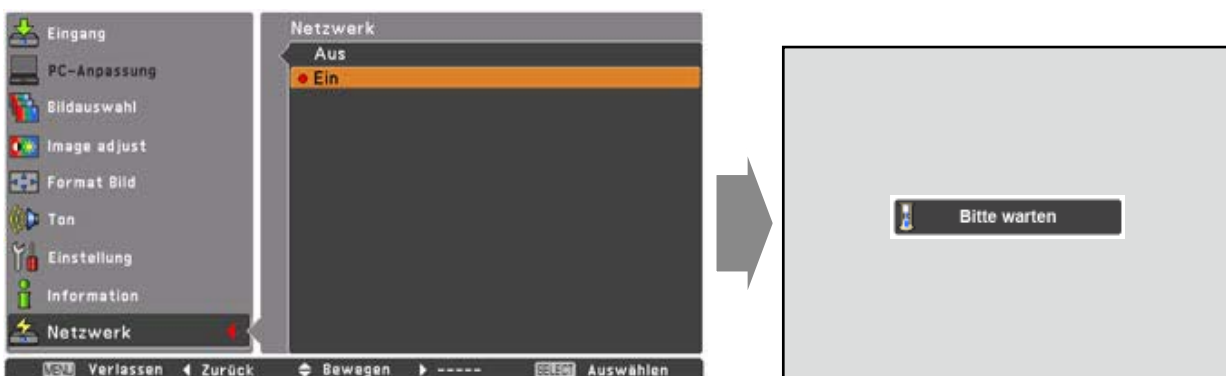 Eingang
PC-Anpassung
Bildauswahl
Image adjust
Format Bild
Ton
Einstellung
Information
Netzwerk
Netzwerk
Aus
Ein
MENU Verlassen Zurück Bewegen ----- SELECT Auswählen
Bitte warten